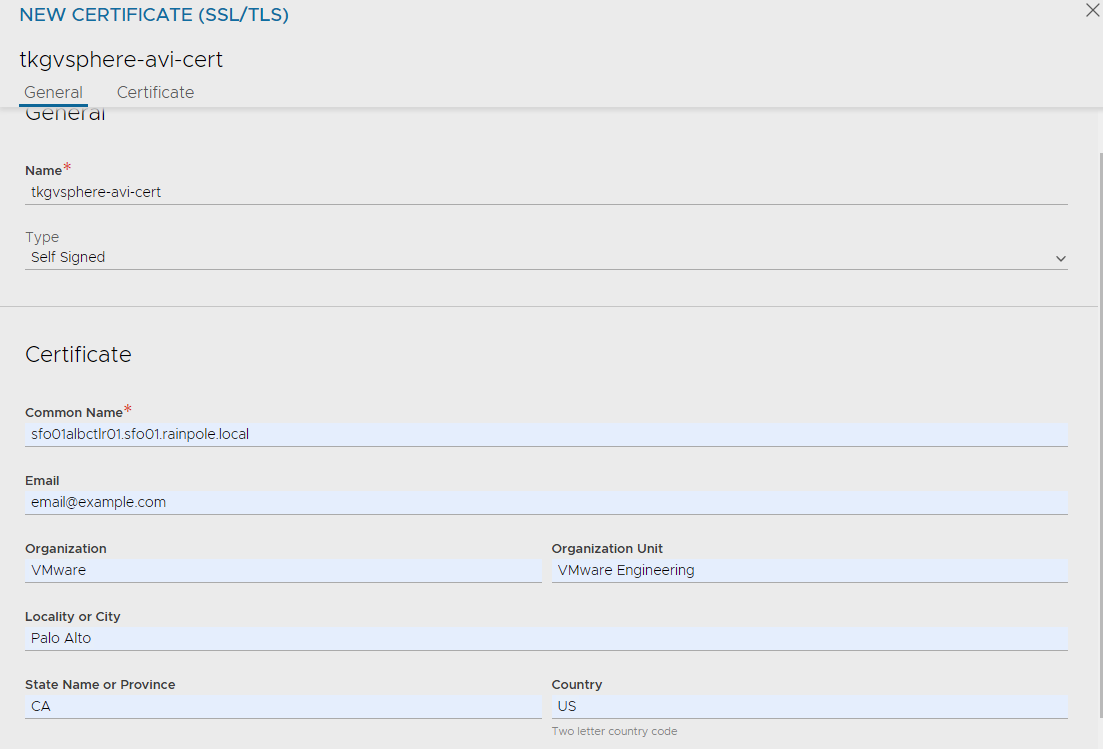 NEW CERTIFICATE (SSL/TLS)
tkgvsphere-avi-cert
General Certificate
General
Name*
tkgvsphere-avi-cert
Type
Self Signed
Certificate
Common Name*
sfo01albctlr01.sfo01.rainpole.local
Email
email@example.com
Organization Organization Unit
VMware VMware Engineering
Locality or City
Palo Alto
State Name or Province Country
CA US
Two letter country code